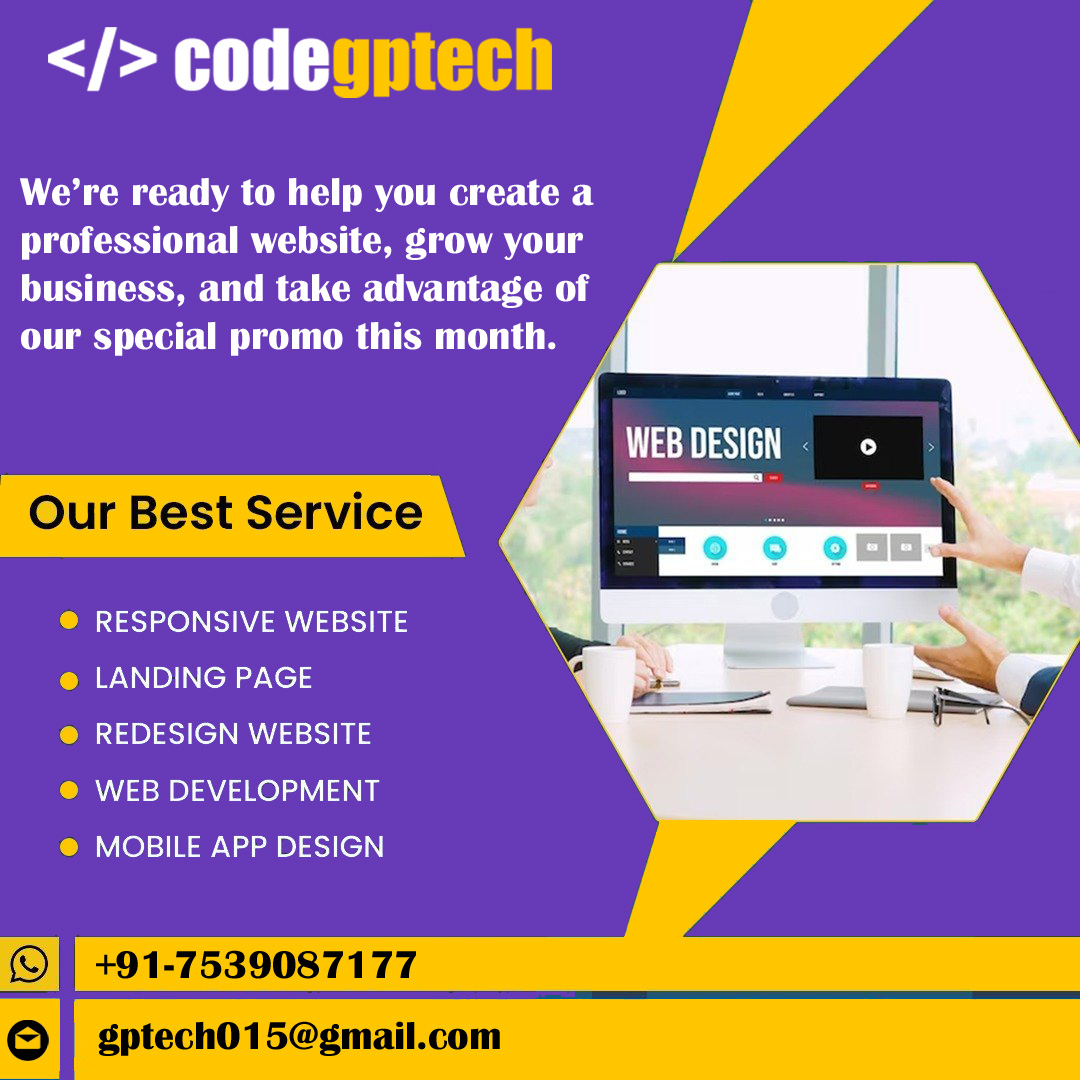 </> codegptech
We're ready to help you create a
professional website, grow your
business, and take advantage of
our special promo this month.
WEB DESIGN
Our Best Service
RESPONSIVE WEBSITE
LANDING PAGE
REDESIGN WEBSITE
WEB DEVELOPMENT
MOBILE APP DESIGN
+91-7539087177
gptech015@gmail.com